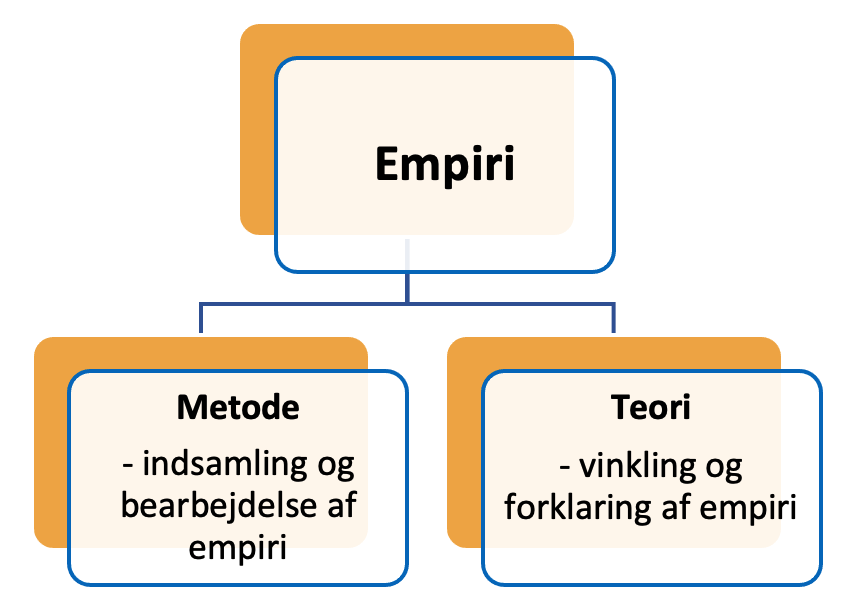 Empiri
Metode
- indsamling og
bearbejdelse af
empiri
Teori
- vinkling og
forklaring af empiri